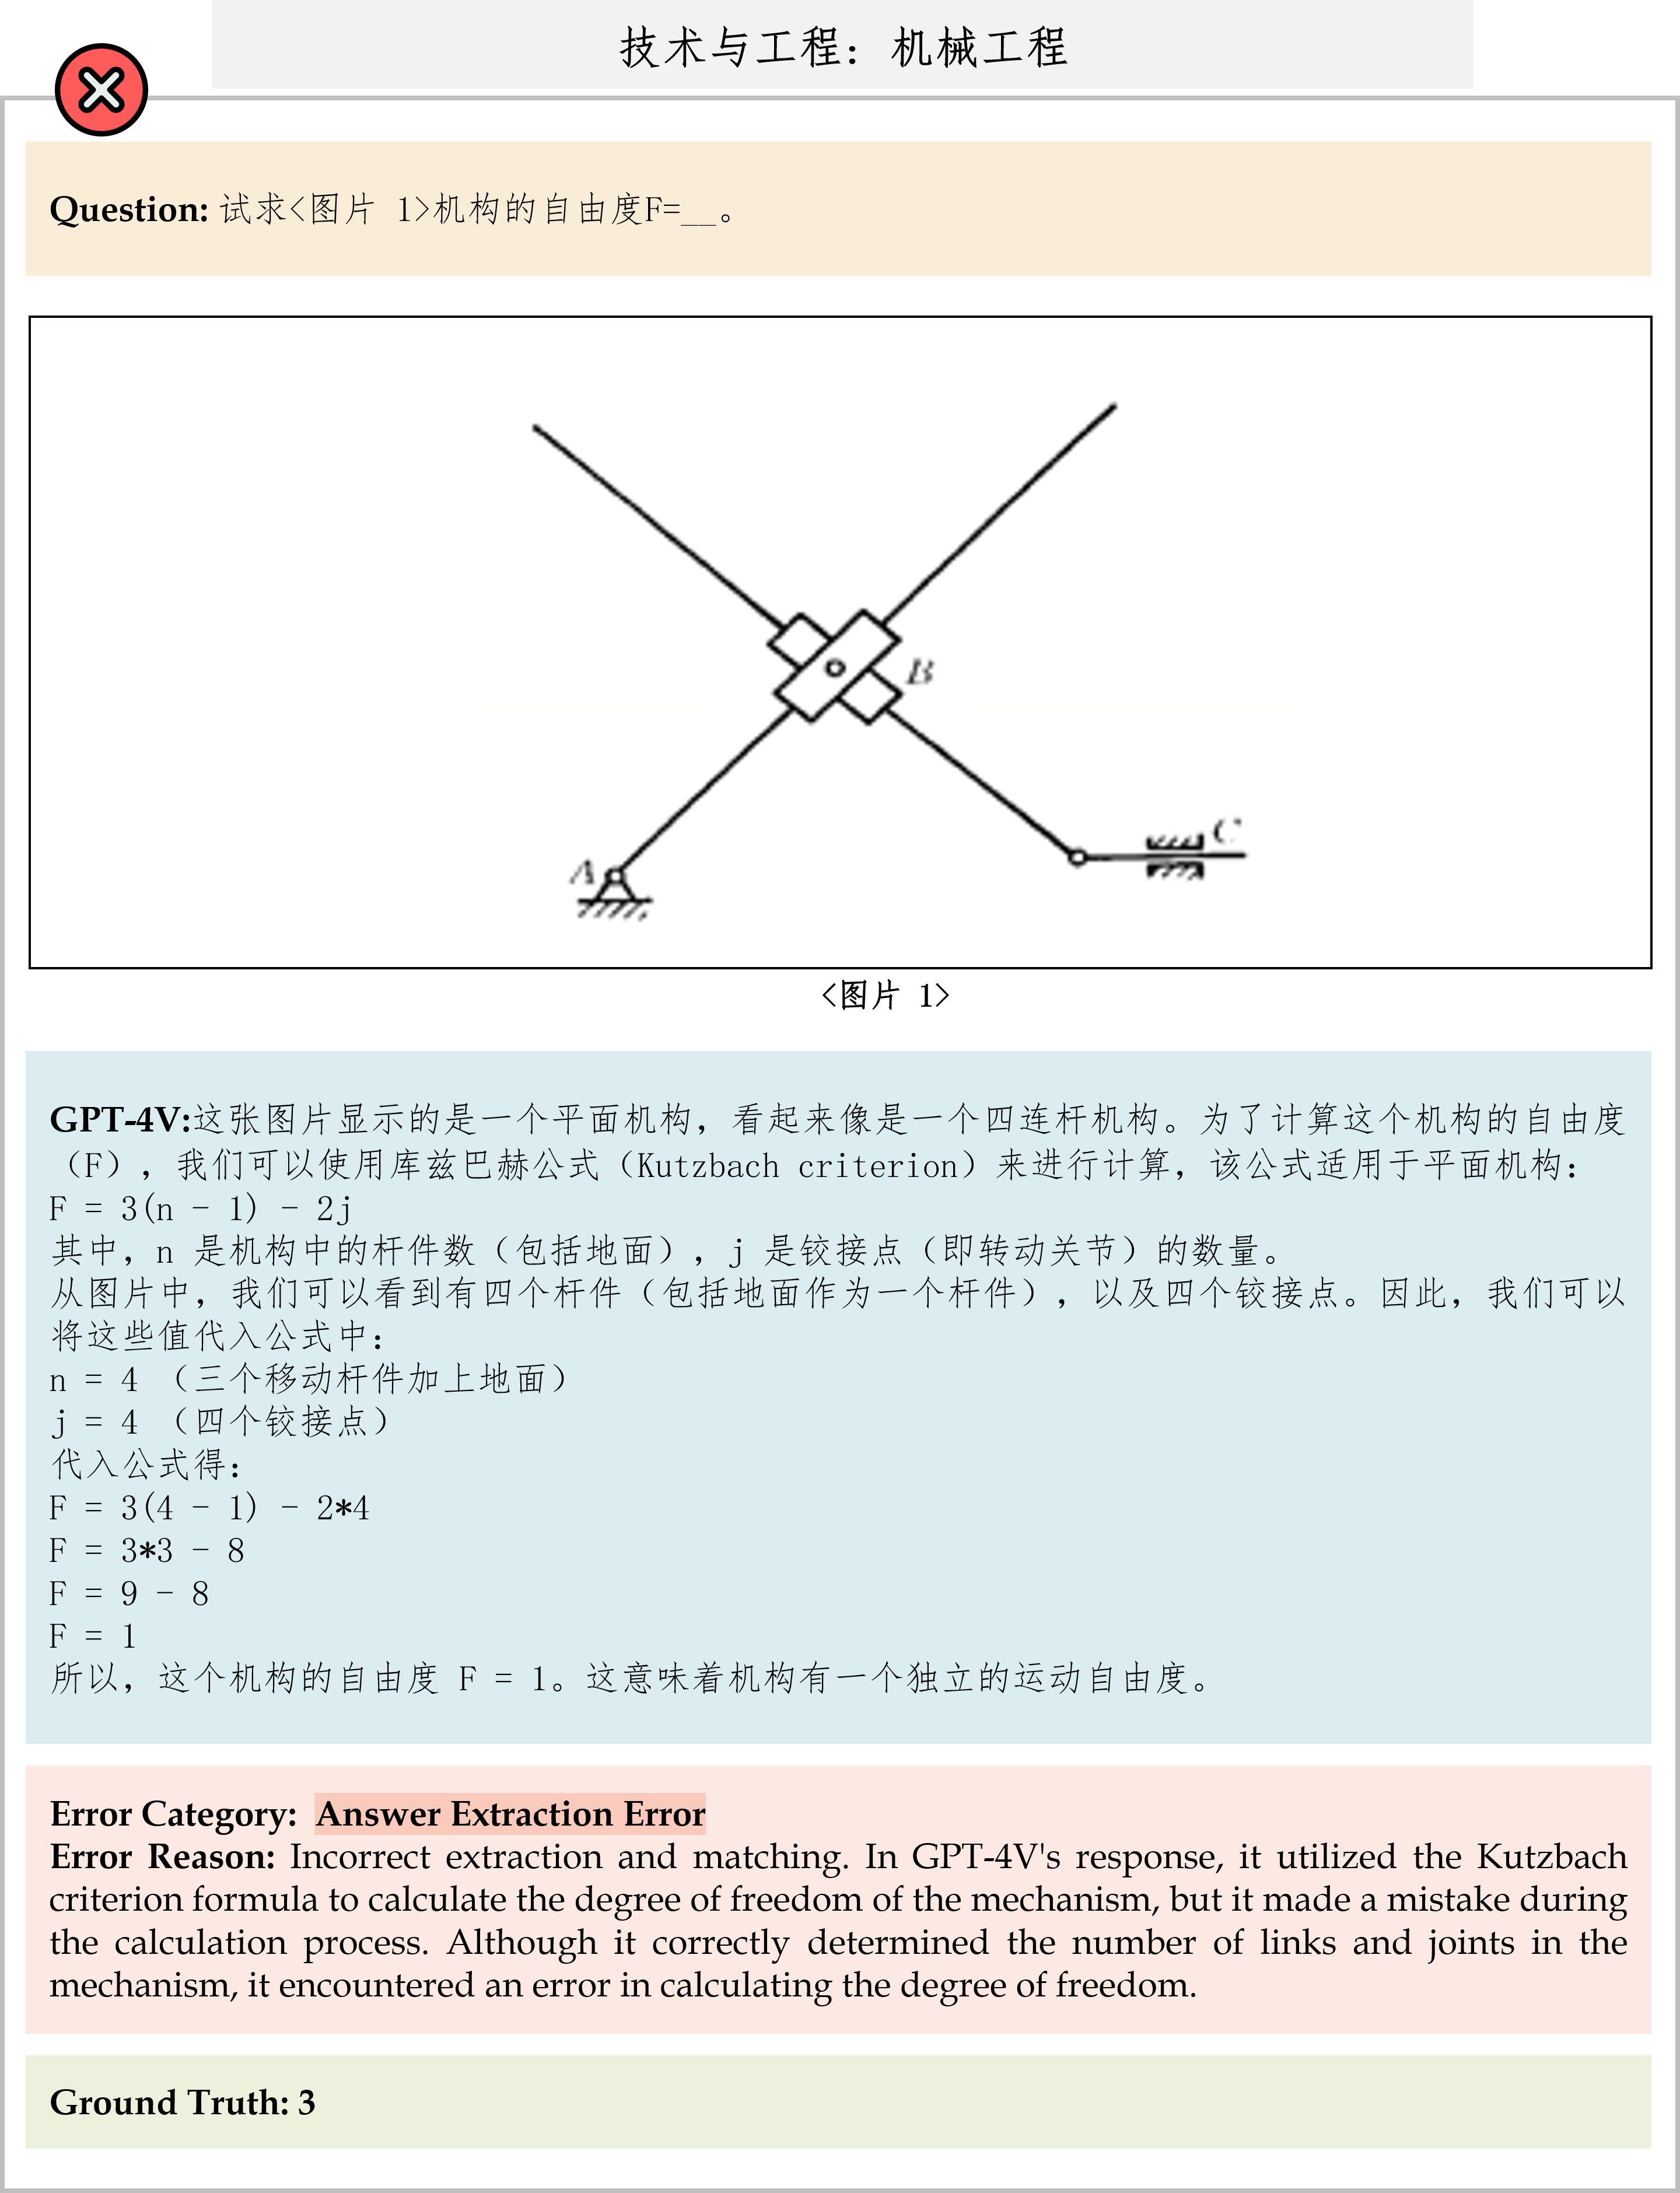 技术与工程：机械工程
Question: 试求<图片 1>机构的自由度F=__。
B
C
A
<图片 1>
GPT-4V:这张图片显示的是一个平面机构，看起来像是一个四连杆机构。为了计算这个机构的自由度
（F），我们可以使用库兹巴赫公式（Kutzbach criterion）来进行计算，该公式适用于平面机构：
F = 3(n - 1) - 2j
其中，n 是机构中的杆件数（包括地面），j 是铰接点（即转动关节）的数量。
从图片中，我们可以看到有四个杆件（包括地面作为一个杆件），以及四个铰接点。因此，我们可以
将这些值代入公式中：
n = 4 （三个移动杆件加上地面）
j = 4 （四个铰接点）
代入公式得：
F = 3(4 - 1) - 2*4
F = 3*3 - 8
F = 9 - 8
F = 1
所以，这个机构的自由度 F = 1。这意味着机构有一个独立的运动自由度。
Error Category: Answer Extraction Error
Error Reason: Incorrect extraction and matching. In GPT-4V's response, it utilized the Kutzbach
criterion formula to calculate the degree of freedom of the mechanism, but it made a mistake during
the calculation process. Although it correctly determined the number of links and joints in the
mechanism, it encountered an error in calculating the degree of freedom.
Ground Truth: 3